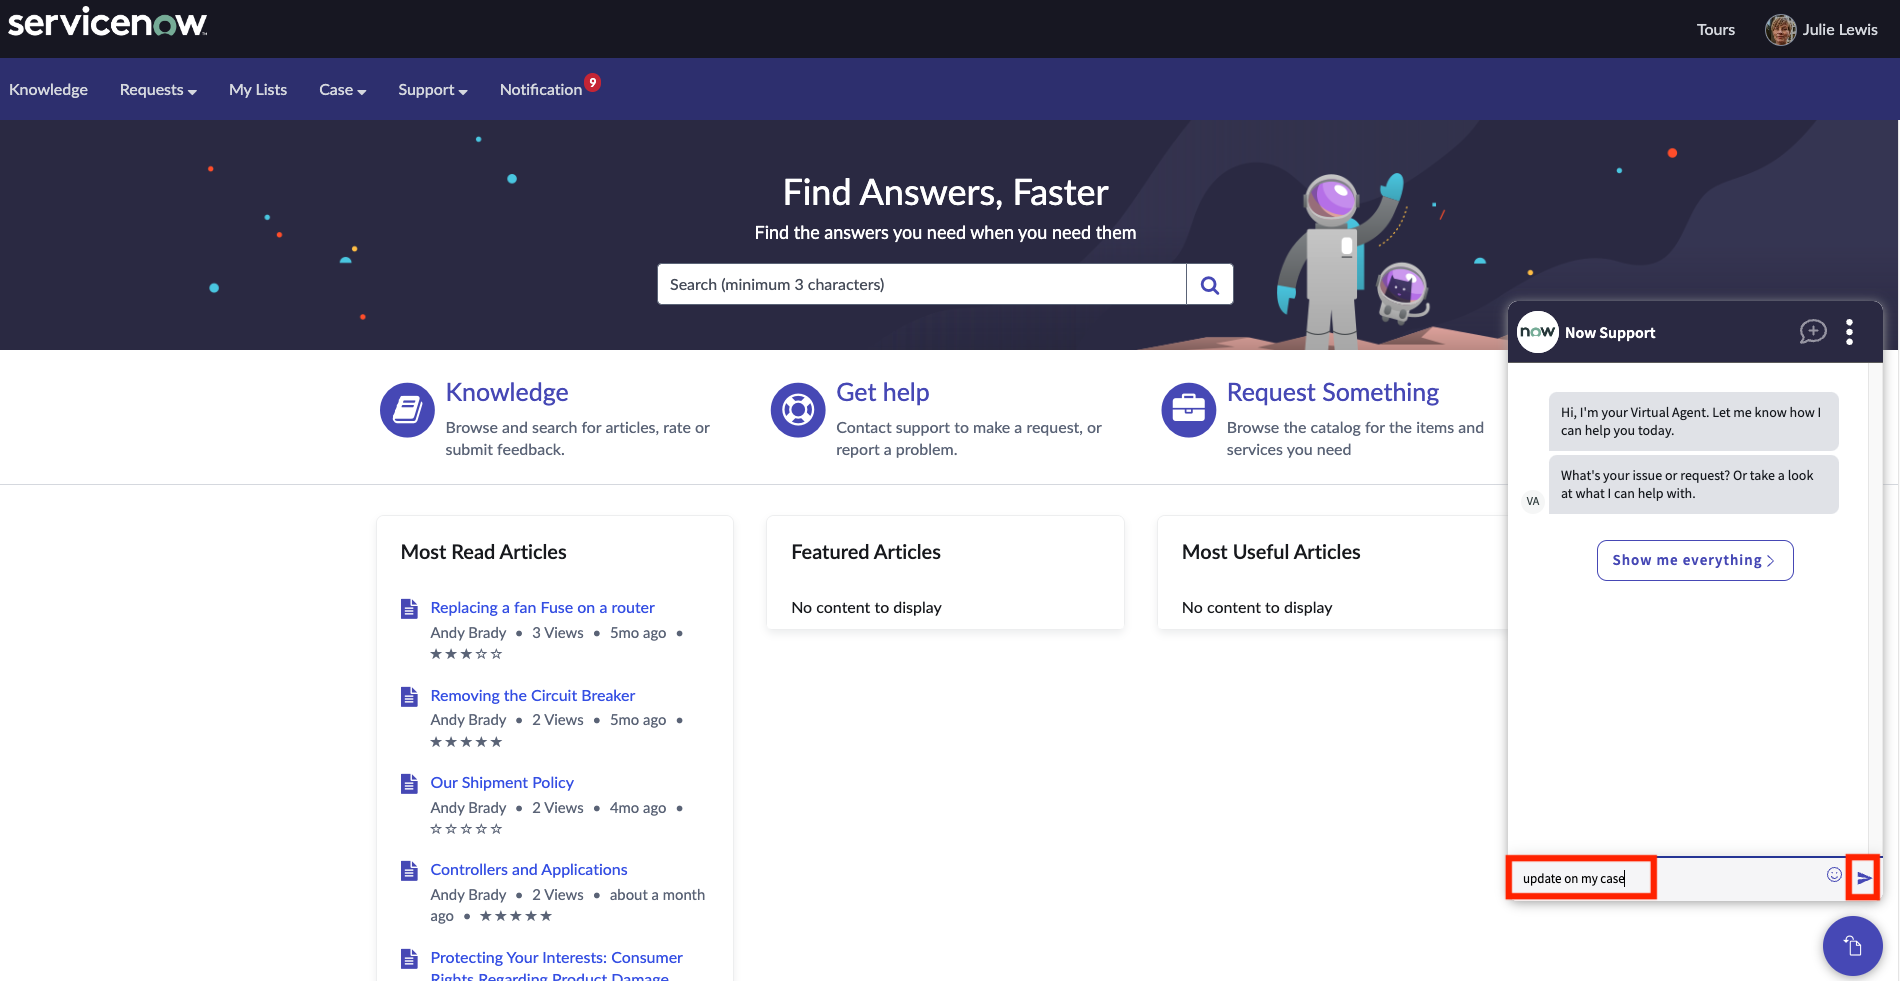 servicenow
Tours
Julie Lewis
Knowledge
Requests
My Lists
Case
Support
Notification
9
Find Answers, Faster
Find the answers you need when you need them
Search (minimum 3 characters)
Knowledge
Browse and search for articles, rate or
submit feedback.
Get help
Contact support to make a request, or
report a problem.
Request Something
Browse the catalog for the items and
services you need
Most Read Articles
Replacing a fan Fuse on a router
Andy Brady • 3 Views • 5mo ago •
★★★☆☆
Removing the Circuit Breaker
Andy Brady • 2 Views • 5mo ago •
★★★★★
Our Shipment Policy
Andy Brady • 2 Views • 4mo ago •
☆☆☆☆☆
Controllers and Applications
Andy Brady • 2 Views • about a month
ago • ★★★★★
Protecting Your Interests: Consumer
Rights Regarding Product Damage
Featured Articles
No content to display
Most Useful Articles
No content to display
now
Now Support
Hi, I'm your Virtual Agent. Let me know how I
can help you today.
What's your issue or request? Or take a look
at what I can help with.
VA
Show me everything
update on my case